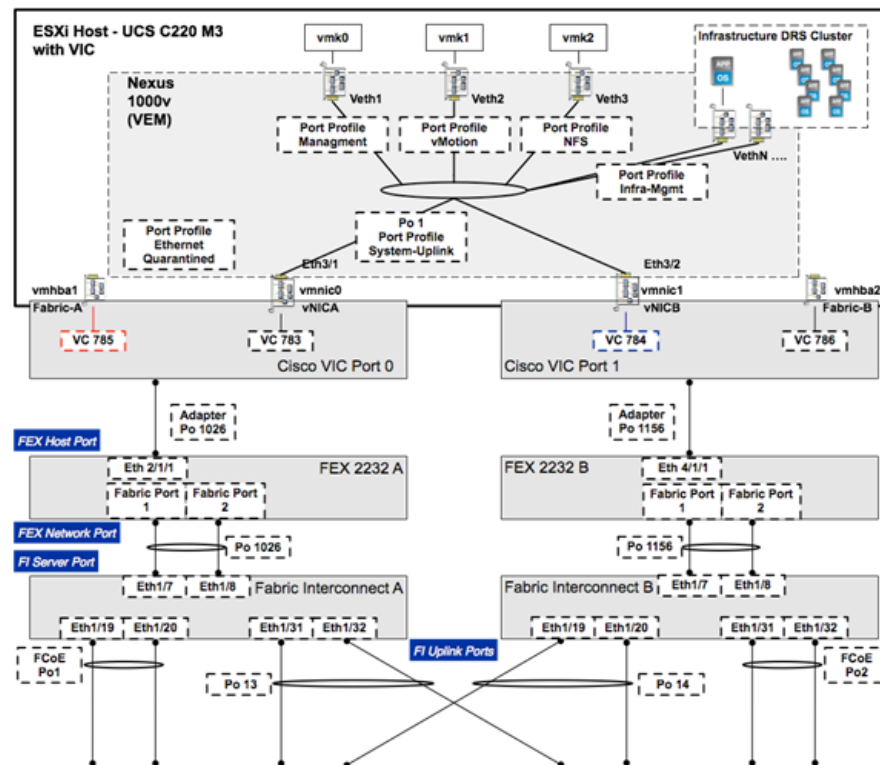 ESXi Host - UCS C220 M3
with VIC
vmk0
vmk1
vmk2
Infrastructure DRS Cluster
APP
OS
Nexus
1000v
(VEM)
Veth1
Veth2
Veth3
VethN ....
Port Profile
Managment
Port Profile
vMotion
Port Profile
NFS
Port Profile
Infra-Mgmt
Po 1
Port Profile
System-Uplink
Port Profile
Ethernet
Quarantined
Eth3/1
Eth3/2
vmhba1
vmnic0
vmnic1
vmhba2
Fabric-A
vNICA
vNICB
Fabric-B
VC 785
VC 783
VC 784
VC 786
Cisco VIC Port 0
Cisco VIC Port 1
Adapter
Po 1026
Adapter
Po 1156
FEX Host Port
Eth 2/1/1
FEX 2232 A
FEX 2232 B
Eth 4/1/1
Fabric Port
1
Fabric Port
2
Fabric Port
1
Fabric Port
2
FEX Network Port
Po 1026
Po 1156
FI Server Port
Eth1/7
Eth1/8
Fabric Interconnect A
Fabric Interconnect B
Eth1/7
Eth1/8
Eth1/19
Eth1/20
Eth1/31
Eth1/32
Eth1/19
Eth1/20
Eth1/31
Eth1/32
FI Uplink Ports
FCoE
Po1
Po 13
Po 14
FCoE
Po2